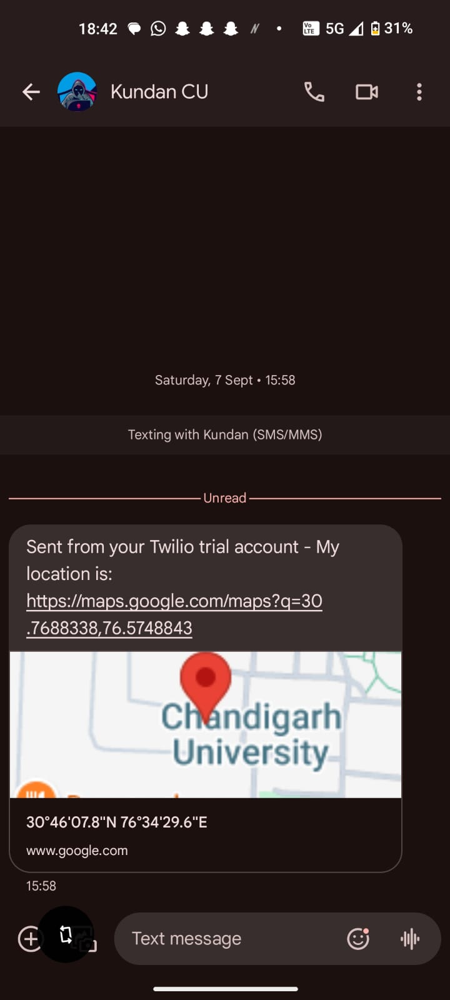 18:42 Vo LTE 5G 31%
Kundan CU
Saturday, 7 Sept • 15:58
Texting with Kundan (SMS/MMS)
Unread
Sent from your Twilio trial account - My
location is:
https://maps.google.com/maps?q=30
.7688338,76.5748843
Chandigarh
University
30°46'07.8"N 76°34'29.6"E
www.google.com
15:58
Text message